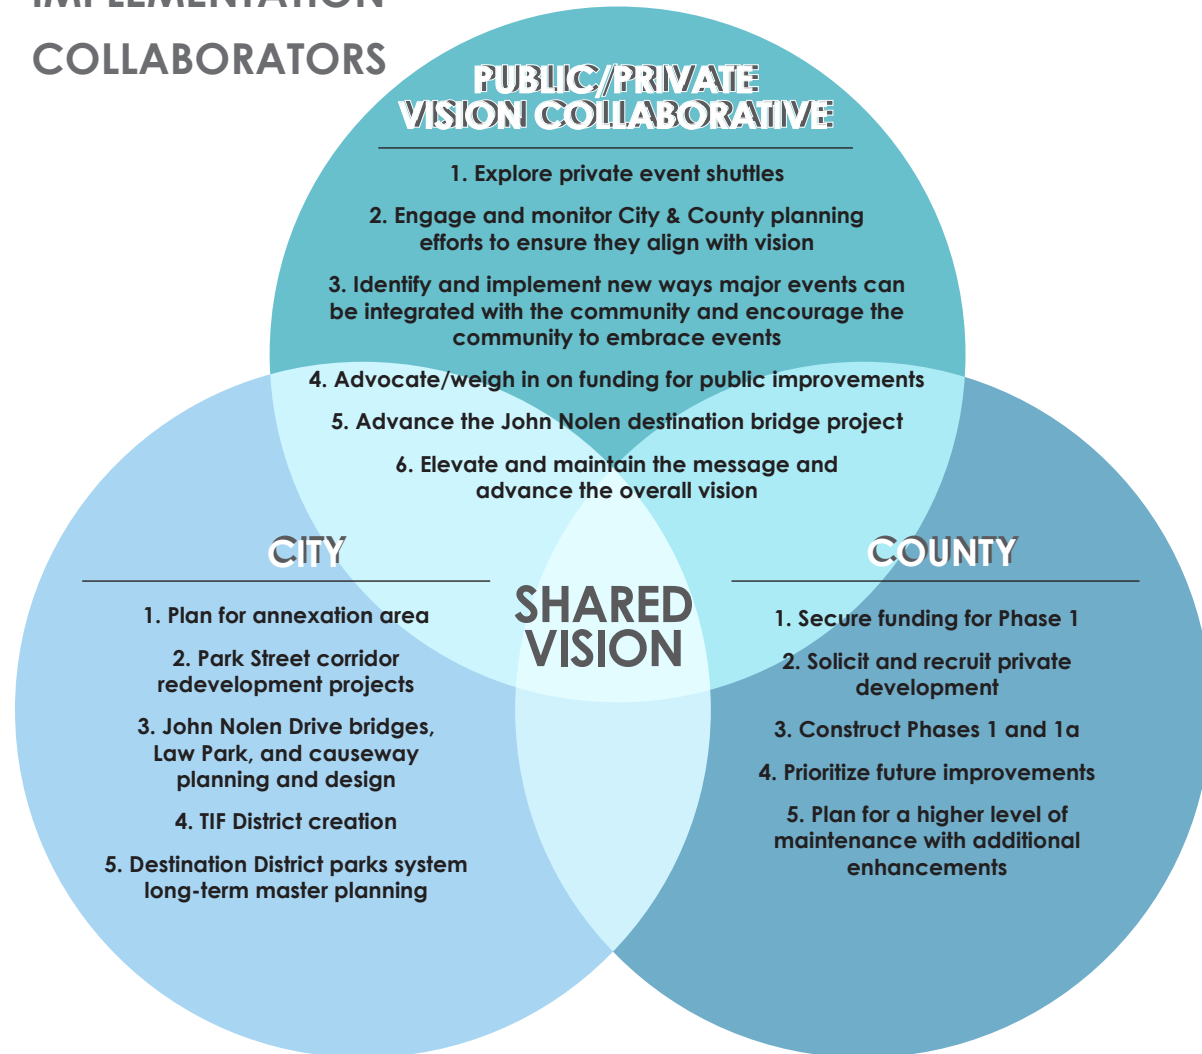 IMPLEMENTATION
COLLABORATORS
PUBLIC/PRIVATE
VISION COLLABORATIVE
1. Explore private event shuttles
2. Engage and monitor City & County planning
efforts to ensure they align with vision
3. Identify and implement new ways major events can
be integrated with the community and encourage the
community to embrace events
4. Advocate/weigh in on funding for public improvements
5. Advance the John Nolen destination bridge project
6. Elevate and maintain the message and
advance the overall vision
CITY
1. Plan for annexation area
2. Park Street corridor
redevelopment projects
3. John Nolen Drive bridges,
Law Park, and causeway
planning and design
4. TIF District creation
5. Destination District parks system
long-term master planning
SHARED
VISION
COUNTY
1. Secure funding for Phase 1
2. Solicit and recruit private
development
3. Construct Phases 1 and 1a
4. Prioritize future improvements
5. Plan for a higher level of
maintenance with additional
enhancements